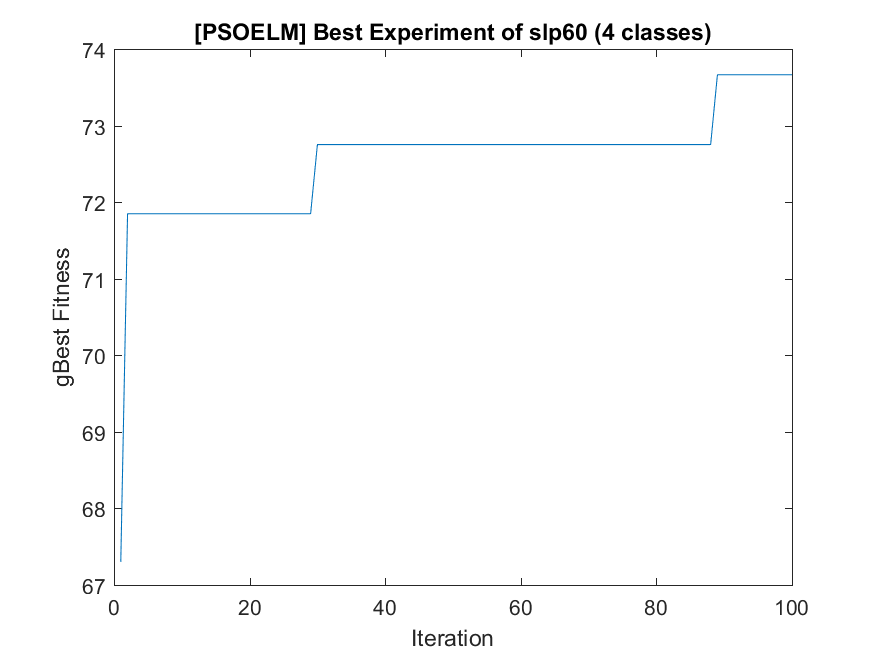 [PSOELM] Best Experiment of slp60 (4 classes)
74
73
72
71
70
69
68
67
gBest Fitness
0 20 40 60 80 100
Iteration